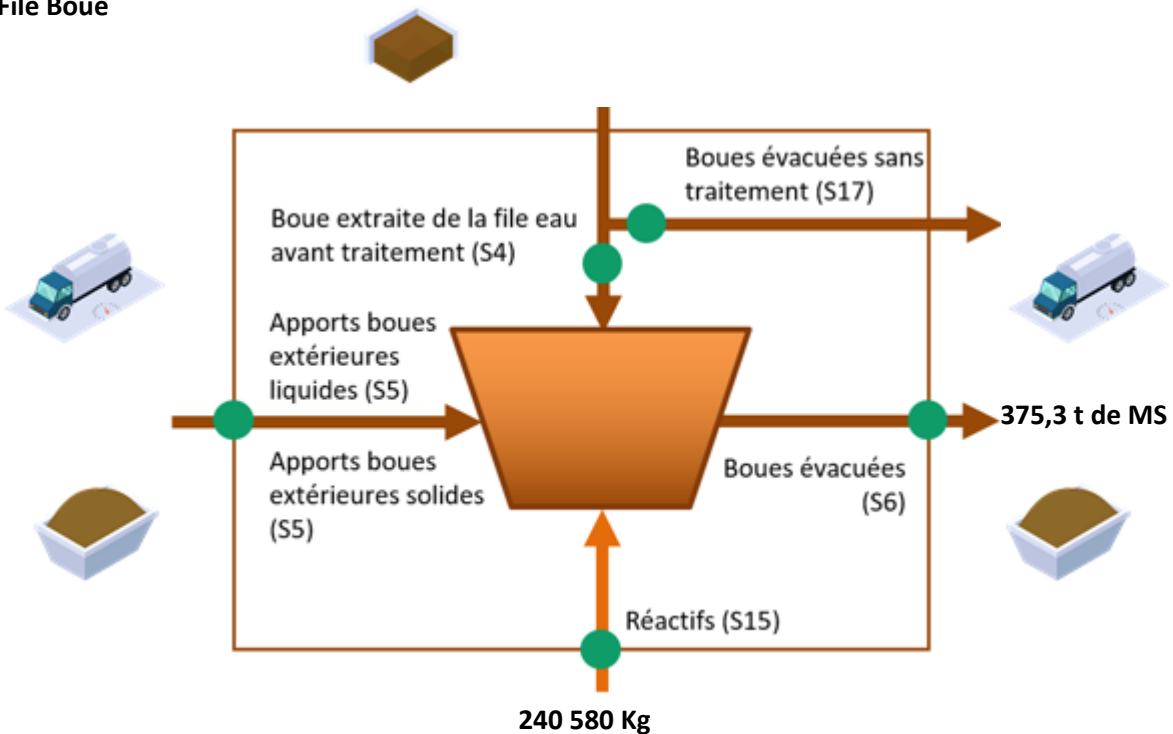 File Boue
Boues évacuées sans
traitement (S17)
Boue extraite de la file eau
avant traitement (S4)
Apports boues
extérieures
liquides (S5)
375,3 t de MS
Apports boues
extérieures solides
(S5)
Boues évacuées
(S6)
Réactifs (S15)
240 580 Kg